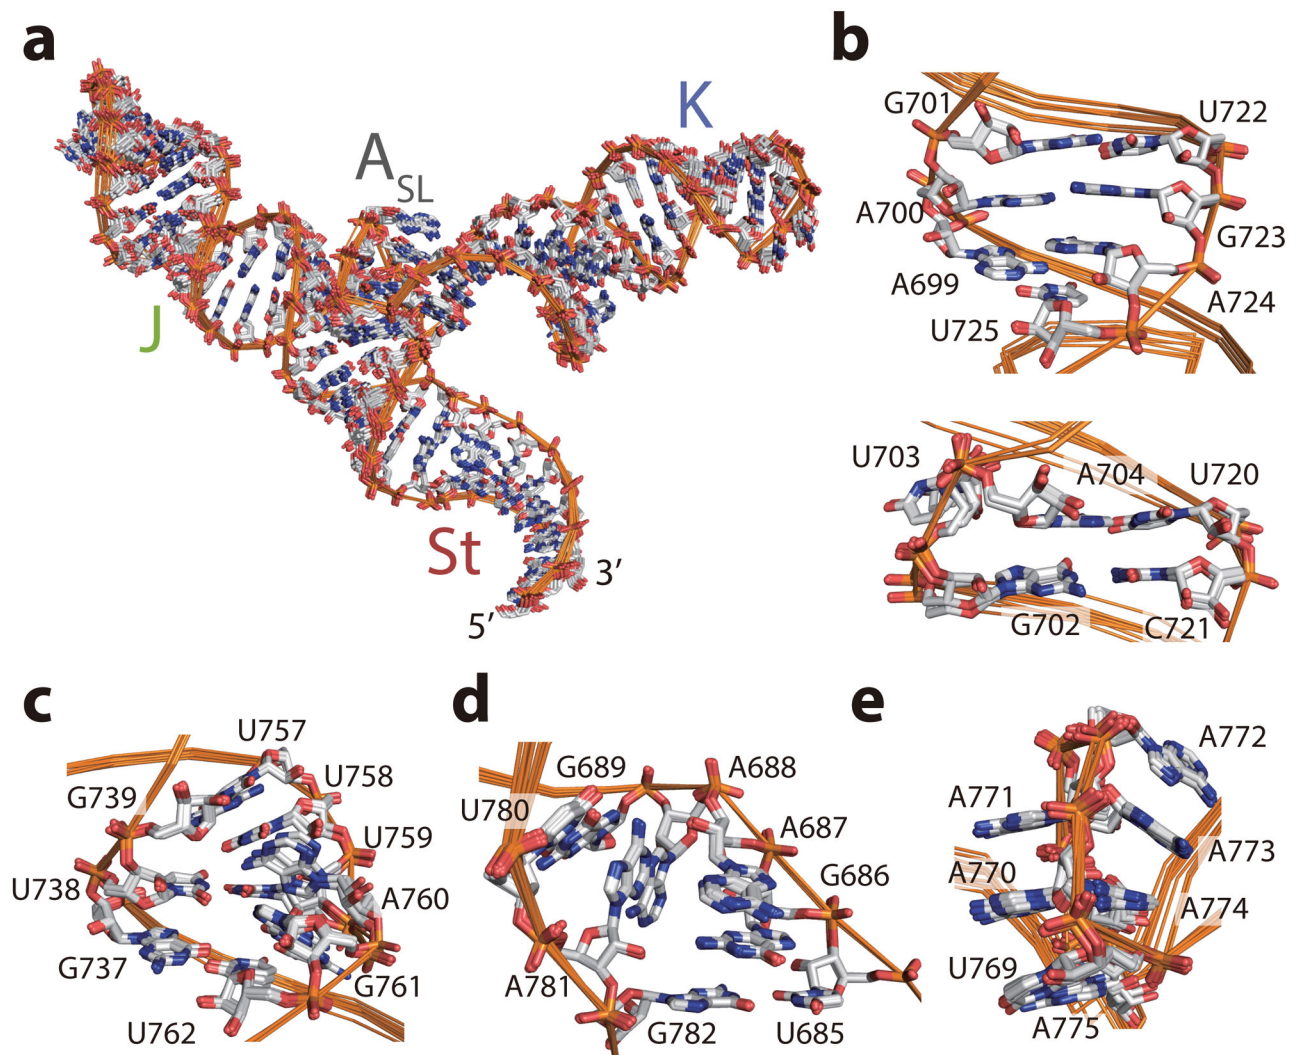 a
A
SL
K
J
St
3’
5’
b
G701
U722
A700
G723
A699
A724
U725
U703
A704
U720
G702
C721
c
U757
U758
G739
U759
U738
A760
G737
G761
U762
d
G689
A688
U780
A687
G686
A781
G782
U685
e
A772
A771
A773
A770
A774
U769
A775